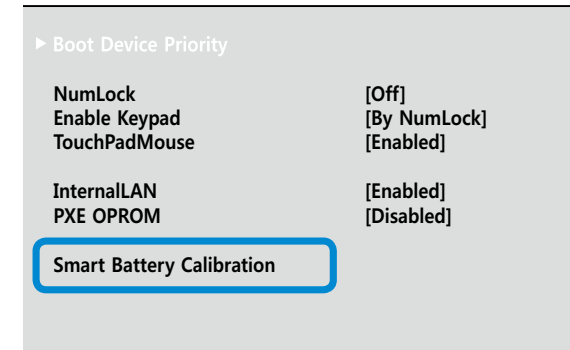 ▶ Boot Device Priority
NumLock [Off]
Enable Keypad [By NumLock]
TouchPadMouse [Enabled]
InternalLAN [Enabled]
PXE OPROM [Disabled]
Smart Battery Calibration